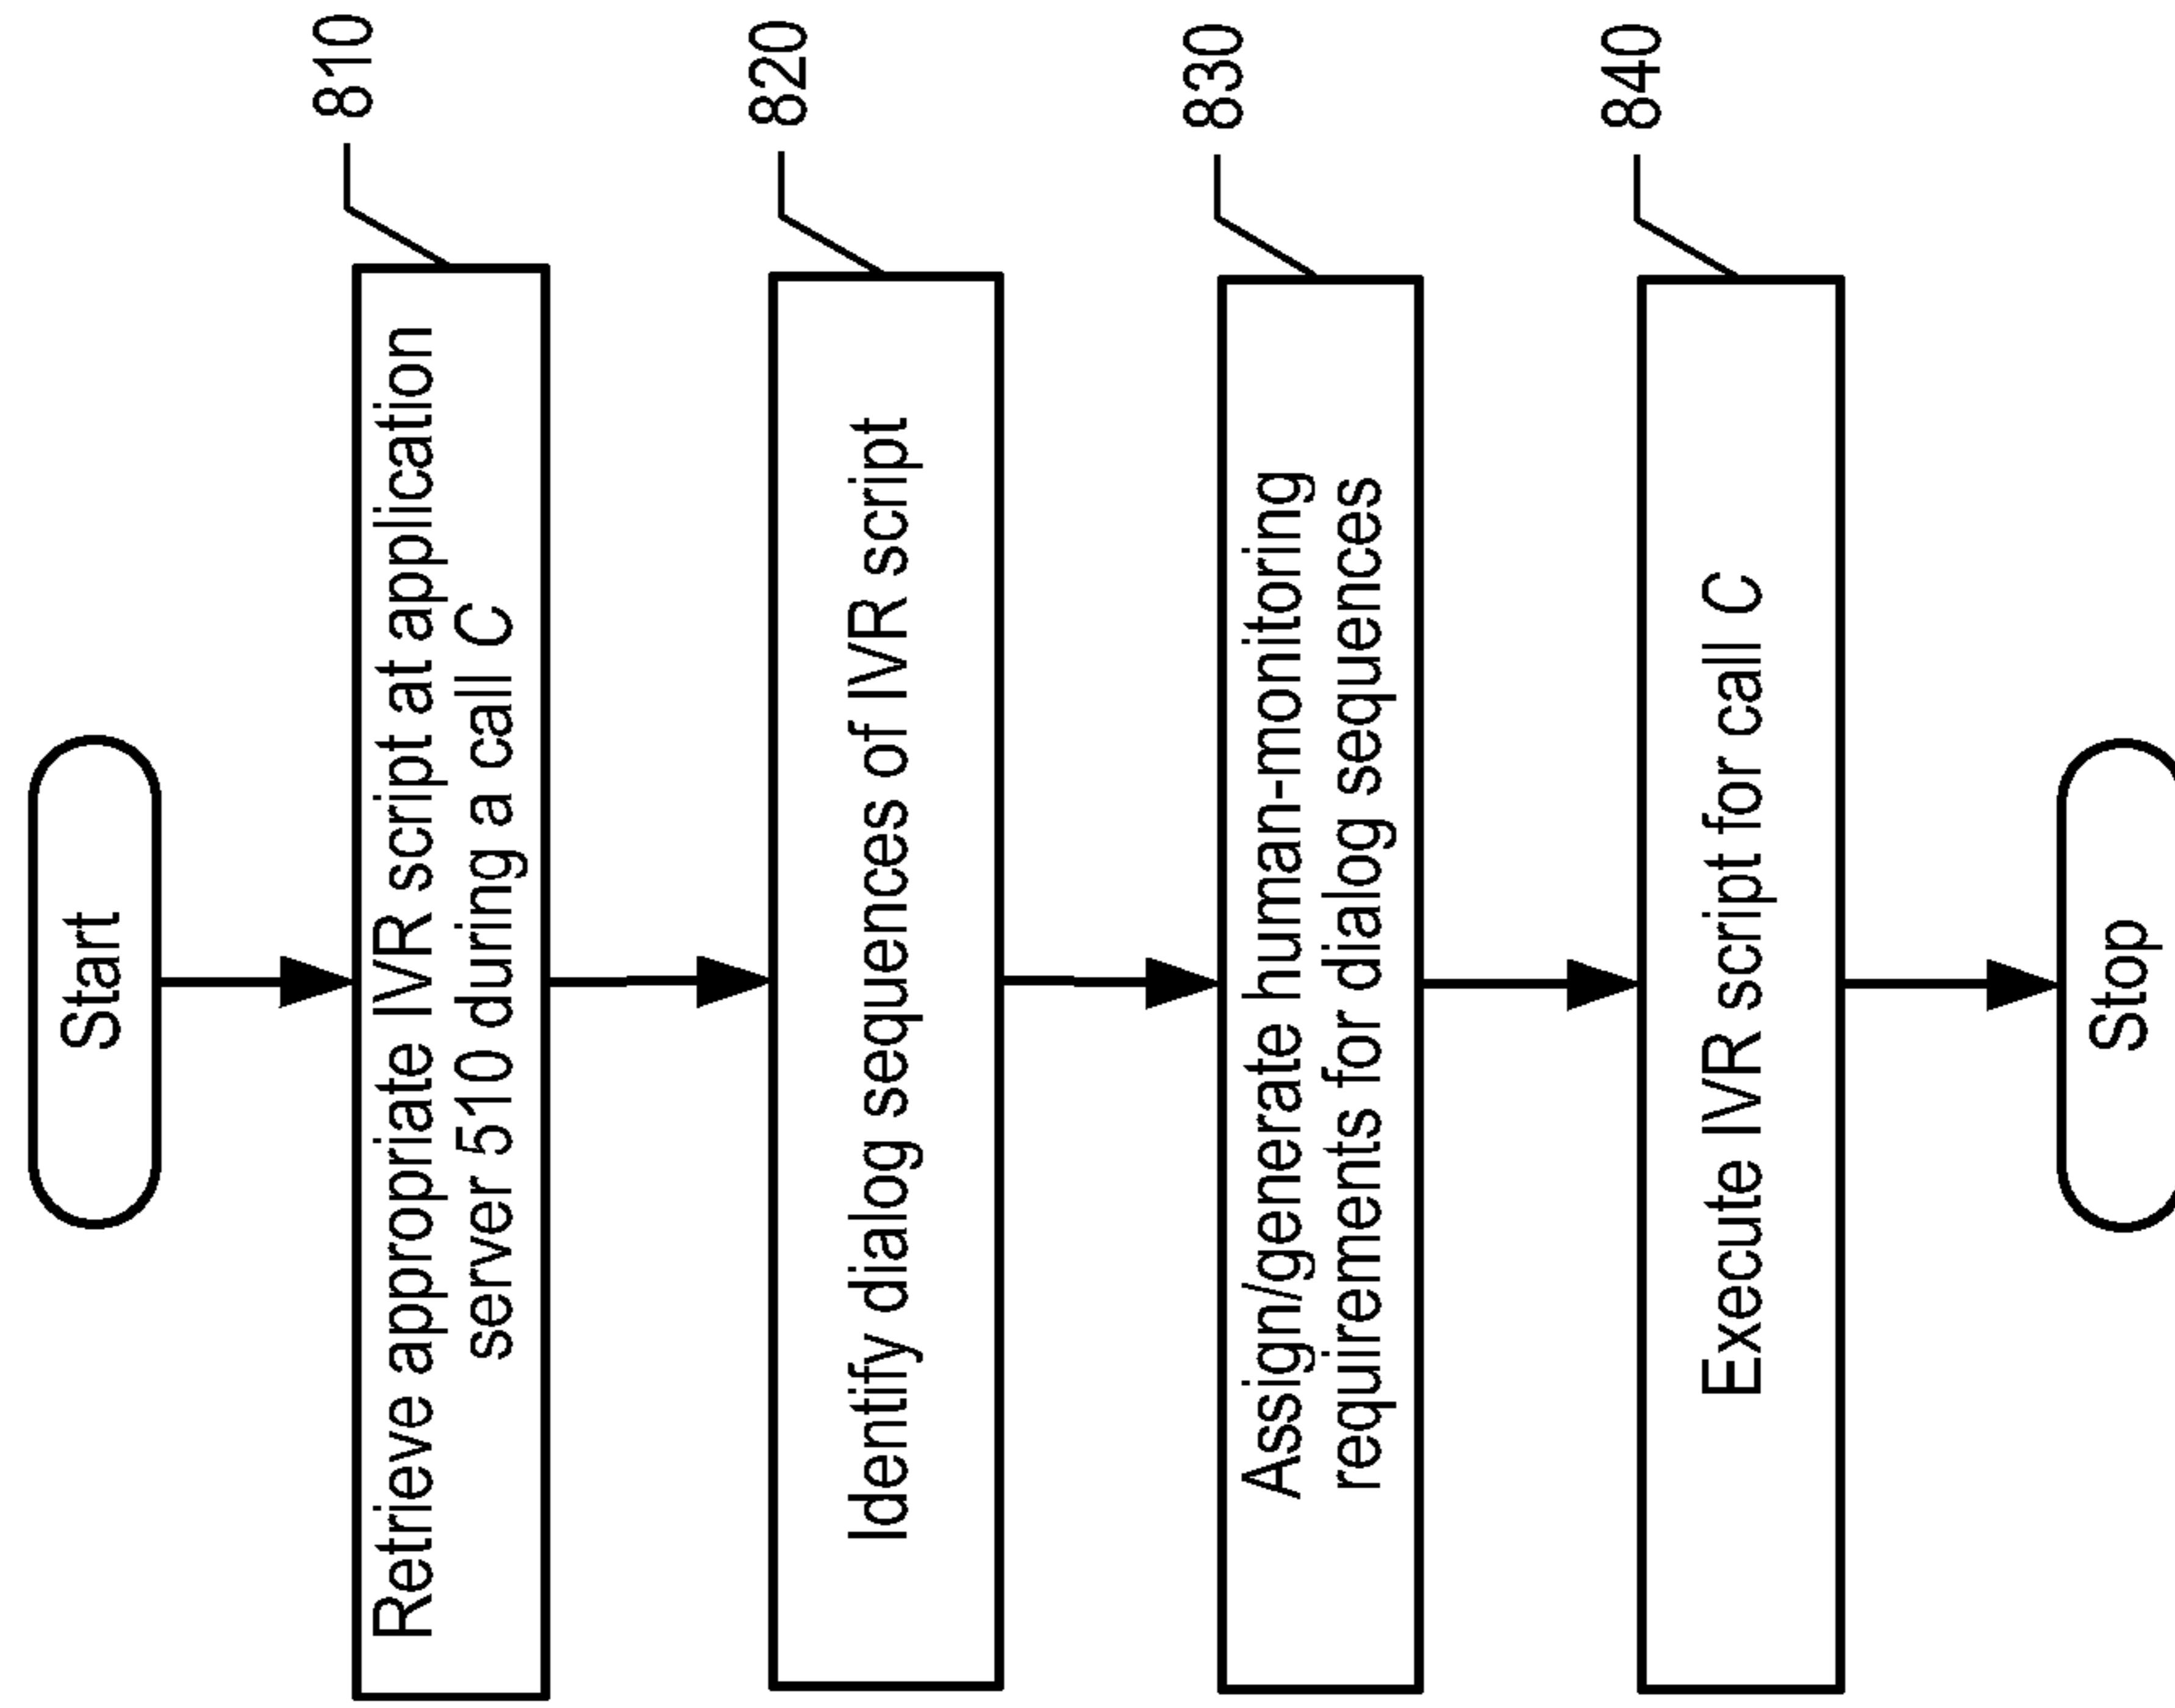 Start
Retrieve appropriate IVR script at application
server 510 during a call C
810
Identify dialog sequences of IVR script
820
Assign/generate human-monitoring
requirements for dialog sequences
830
Execute IVR script for call C
840
Stop